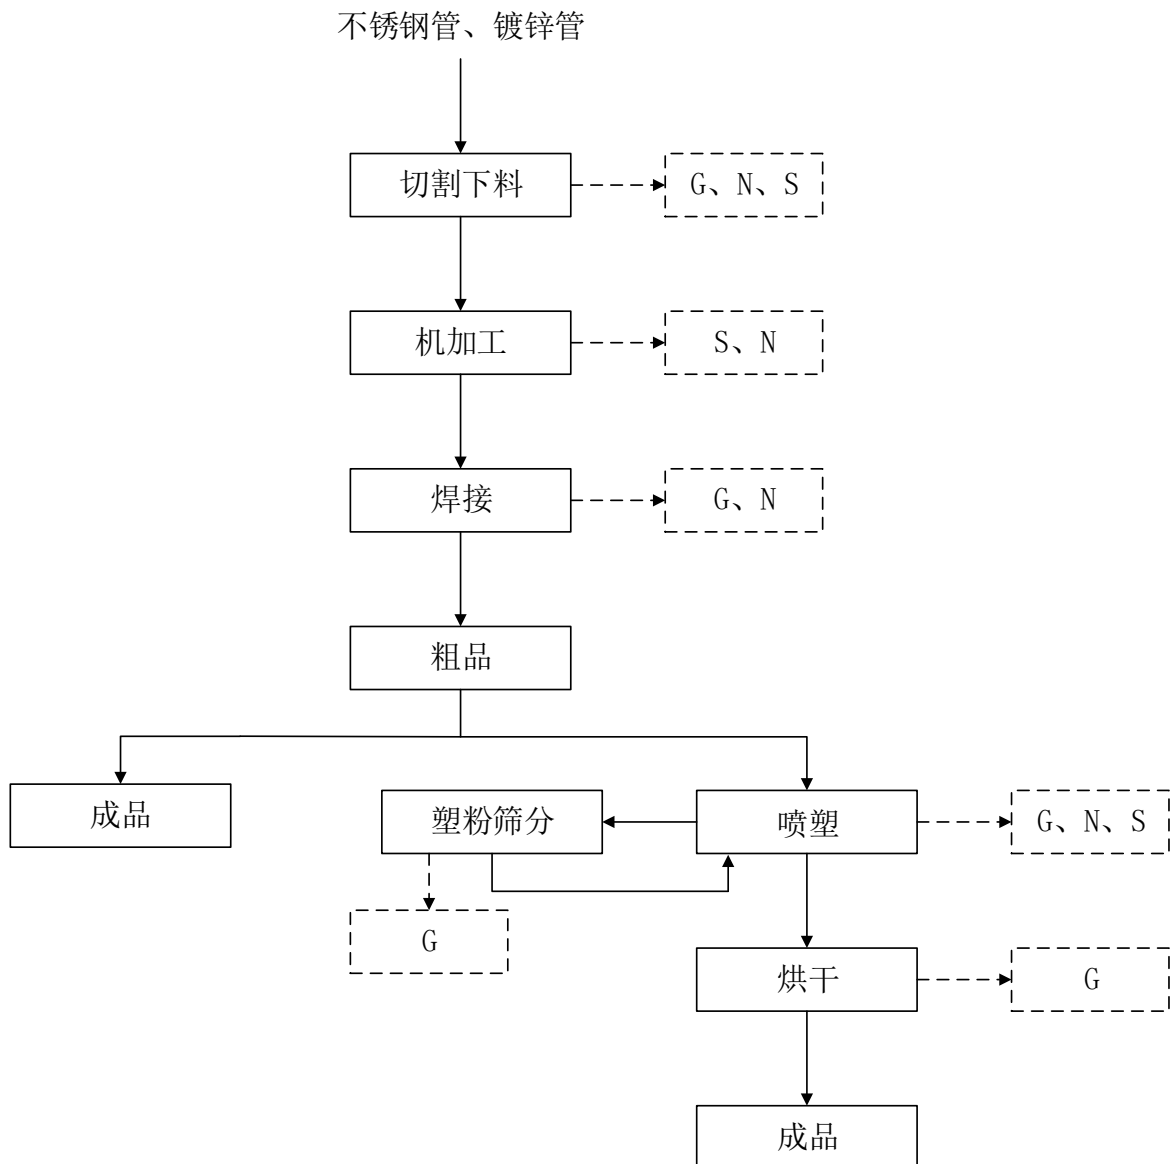 不锈钢管、镀锌管
切割下料
G、N、S
机加工
S、N
焊接
G、N
粗品
成品
塑粉筛分
喷塑
G、N、S
G
烘干
G
成品